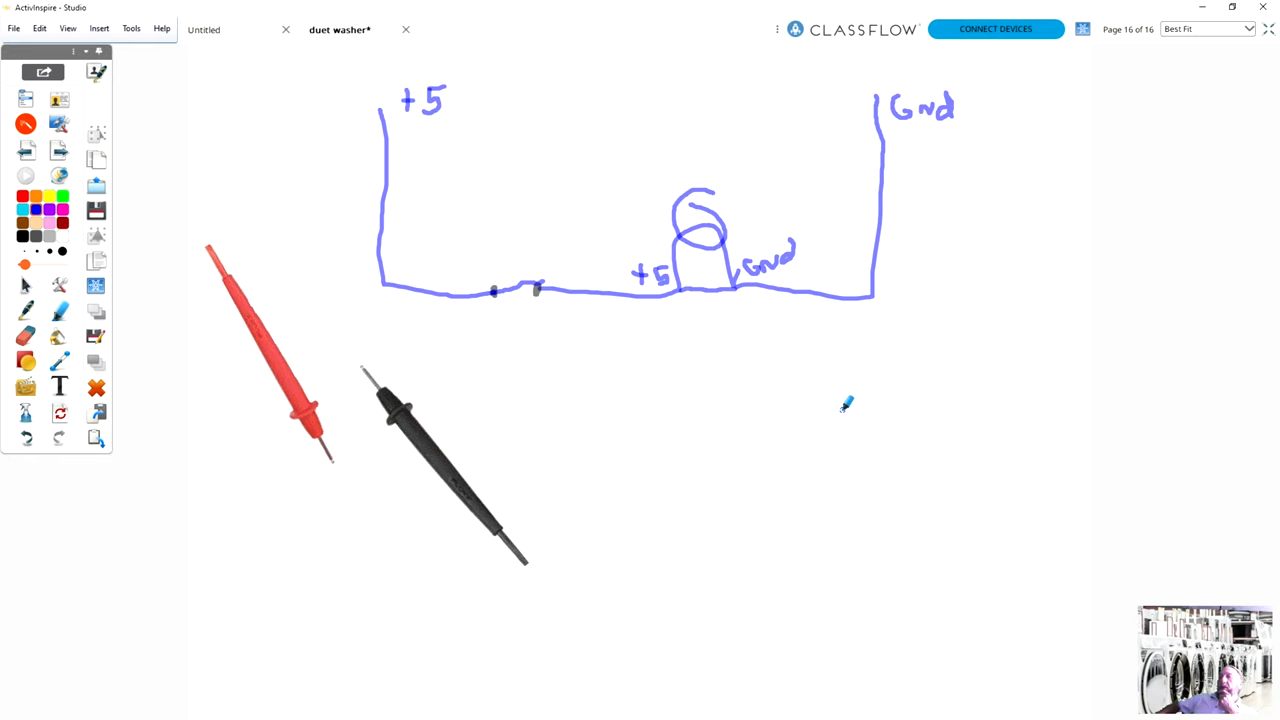 ActivInspire - Studio
File Edit View Insert Tools Help
Untitled
duet washer*
CLASSFLOW
CONNECT DEVICES
Page 16 of 16
Best Fit
+5
Gnd
+5
Gnd
T